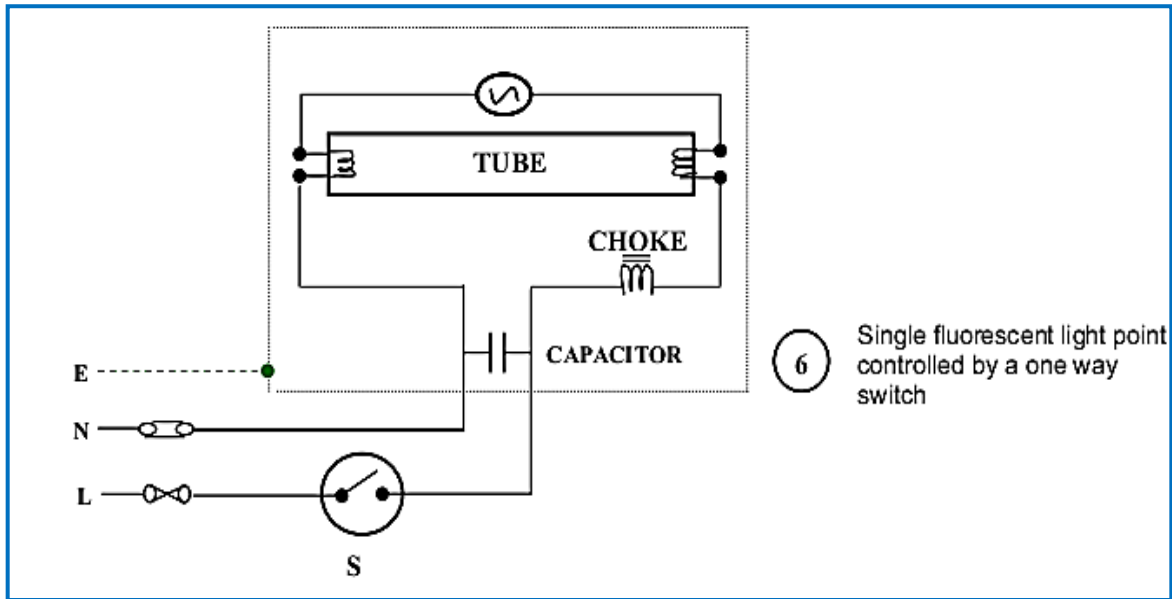 TUBE
CHOKE
CAPACITOR
E
N
L
S
6
Single fluorescent light point
controlled by a one way
switch